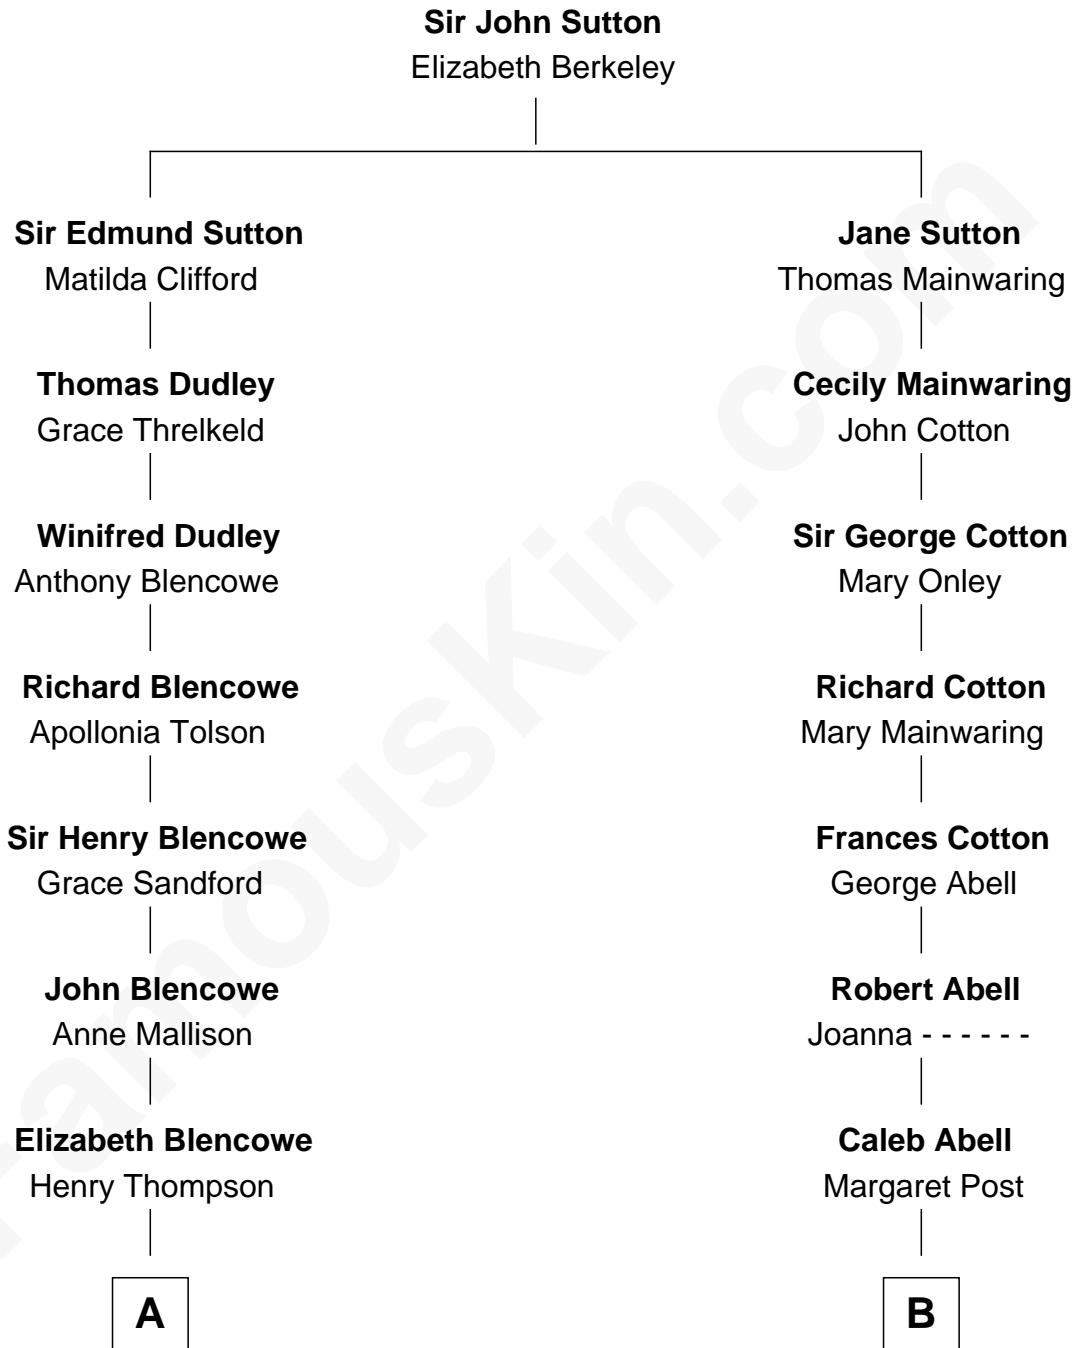 Sir John Sutton
Elizabeth Berkeley
Sir Edmund Sutton
Matilda Clifford
Jane Sutton
Thomas Mainwaring
Thomas Dudley
Grace Threlkeld
Cecily Mainwaring
John Cotton
Winifred Dudley
Anthony Blencowe
Sir George Cotton
Mary Onley
Richard Blencowe
Apollonia Tolson
Richard Cotton
Mary Mainwaring
Sir Henry Blencowe
Grace Sandford
Frances Cotton
George Abell
John Blencowe
Anne Mallison
Robert Abell
Joanna - - - - - -
Elizabeth Blencowe
Henry Thompson
Caleb Abell
Margaret Post
A
B
FamousKin.com